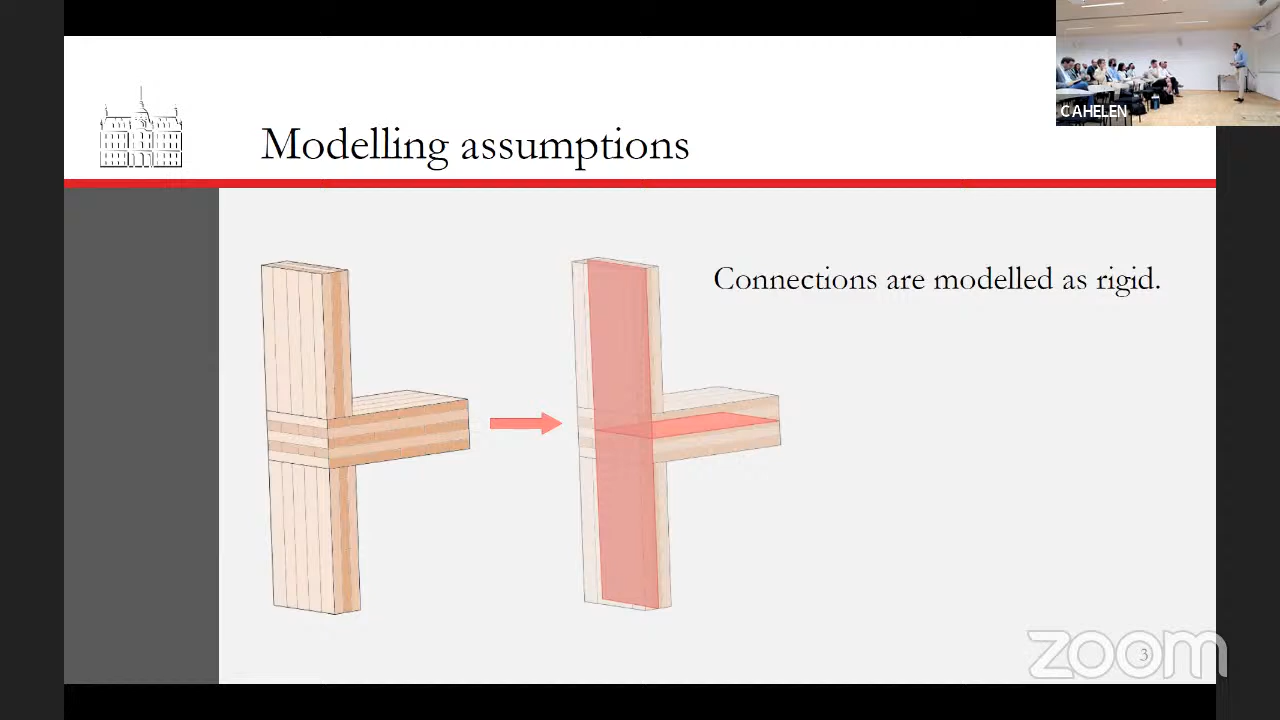 CAHELEN
Modelling assumptions
Connections are modelled as rigid.
3
zoom